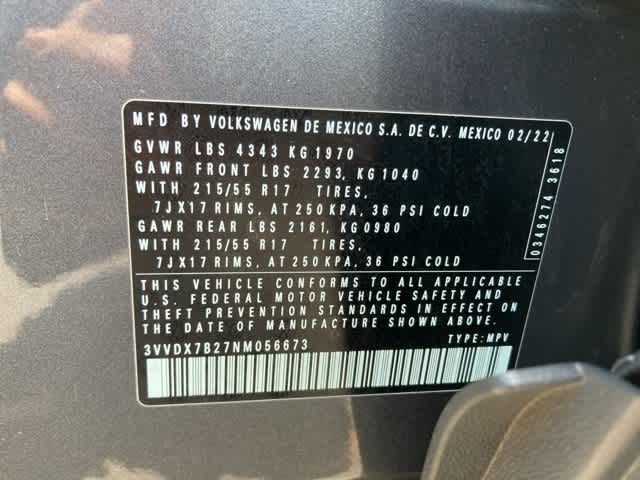 MFD BY VOLKSWAGEN DE MEXICO S.A. DE C.V. MEXICO 02/22
GVWR LBS 4343 KG 1970
GAWR FRONT LBS 2293, KG 1040
WITH 215/55 R17 TIRES,
7JX17 RIMS, AT 250 KPA, 36 PSI COLD
GAWR REAR LBS 2161, KG0980
WITH 215/55 R17 TIRES,
7JX17 RIMS, AT 250 KPA, 36 PSI COLD
THIS VEHICLE CONFORMS TO ALL APPLICABLE
U.S. FEDERAL MOTOR VEHICLE SAFETY AND
THEFT PREVENTION STANDARDS IN EFFECT ON
THE DATE OF MANUFACTURE SHOWN ABOVE.
3VVDX7B27NM056673 TYPE: MPV
0346274 3618